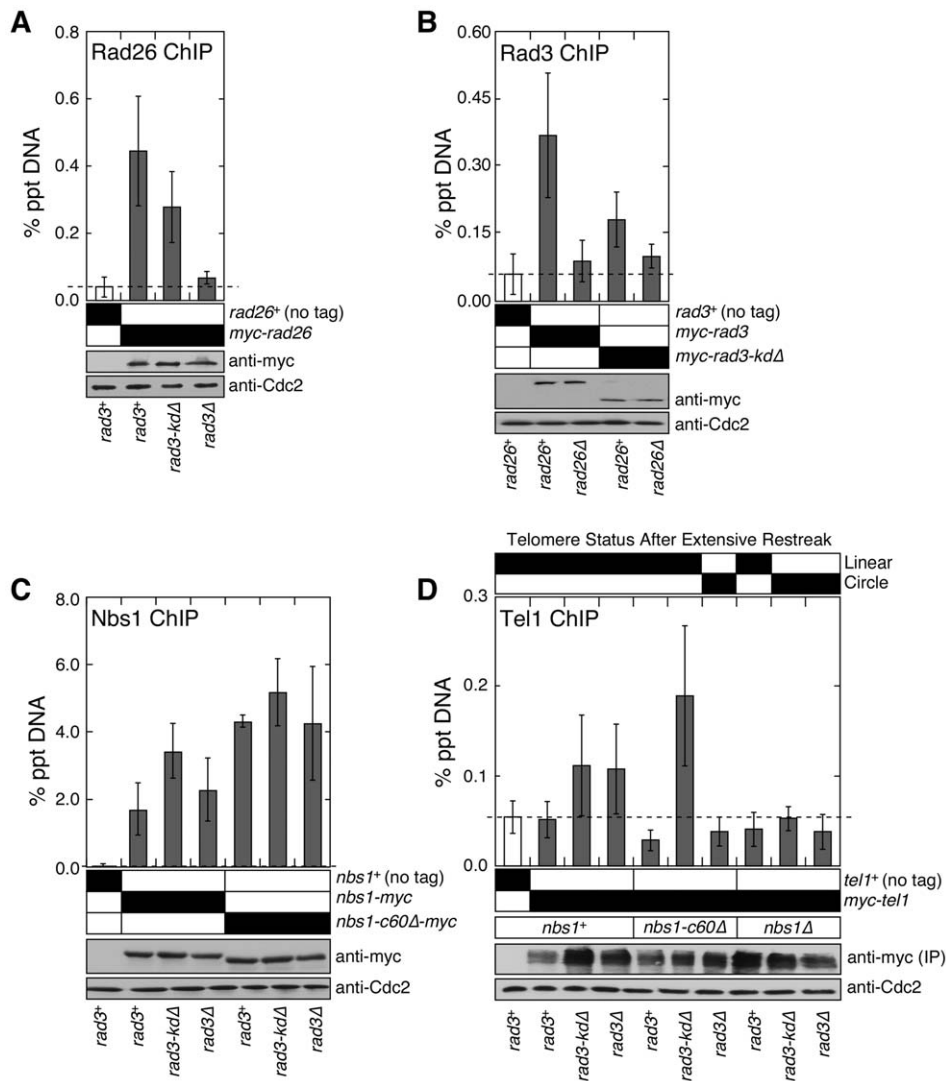 A
Rad26 ChIP
% ppt DNA
0.8
0.6
0.4
0.2
0.0
rad26+ (no tag)
myc-rad26
anti-myc
anti-Cdc2
rad3+
rad3+
rad3-kdΔ
rad3Δ
B
Rad3 ChIP
% ppt DNA
0.60
0.45
0.30
0.15
0.00
rad3+ (no tag)
myc-rad3
myc-rad3-kdΔ
anti-myc
anti-Cdc2
rad26+
rad26+
rad26Δ
rad26+
rad26Δ
C
Nbs1 ChIP
% ppt DNA
8.0
6.0
4.0
2.0
0.0
nbs1+ (no tag)
nbs1-myc
nbs1-c60Δ-myc
anti-myc
anti-Cdc2
rad3+
rad3+
rad3-kdΔ
rad3Δ
rad3+
rad3-kdΔ
rad3Δ
Telomere Status After Extensive Restreak
Linear
Circle
D
Tel1 ChIP
% ppt DNA
0.3
0.2
0.1
0.0
tel1+ (no tag)
myc-tel1
nbs1+ nbs1-c60Δ nbs1Δ
anti-myc (IP)
anti-Cdc2
rad3+
rad3+
rad3-kdΔ
rad3Δ
rad3+
rad3-kdΔ
rad3Δ
rad3+
rad3-kdΔ
rad3Δ